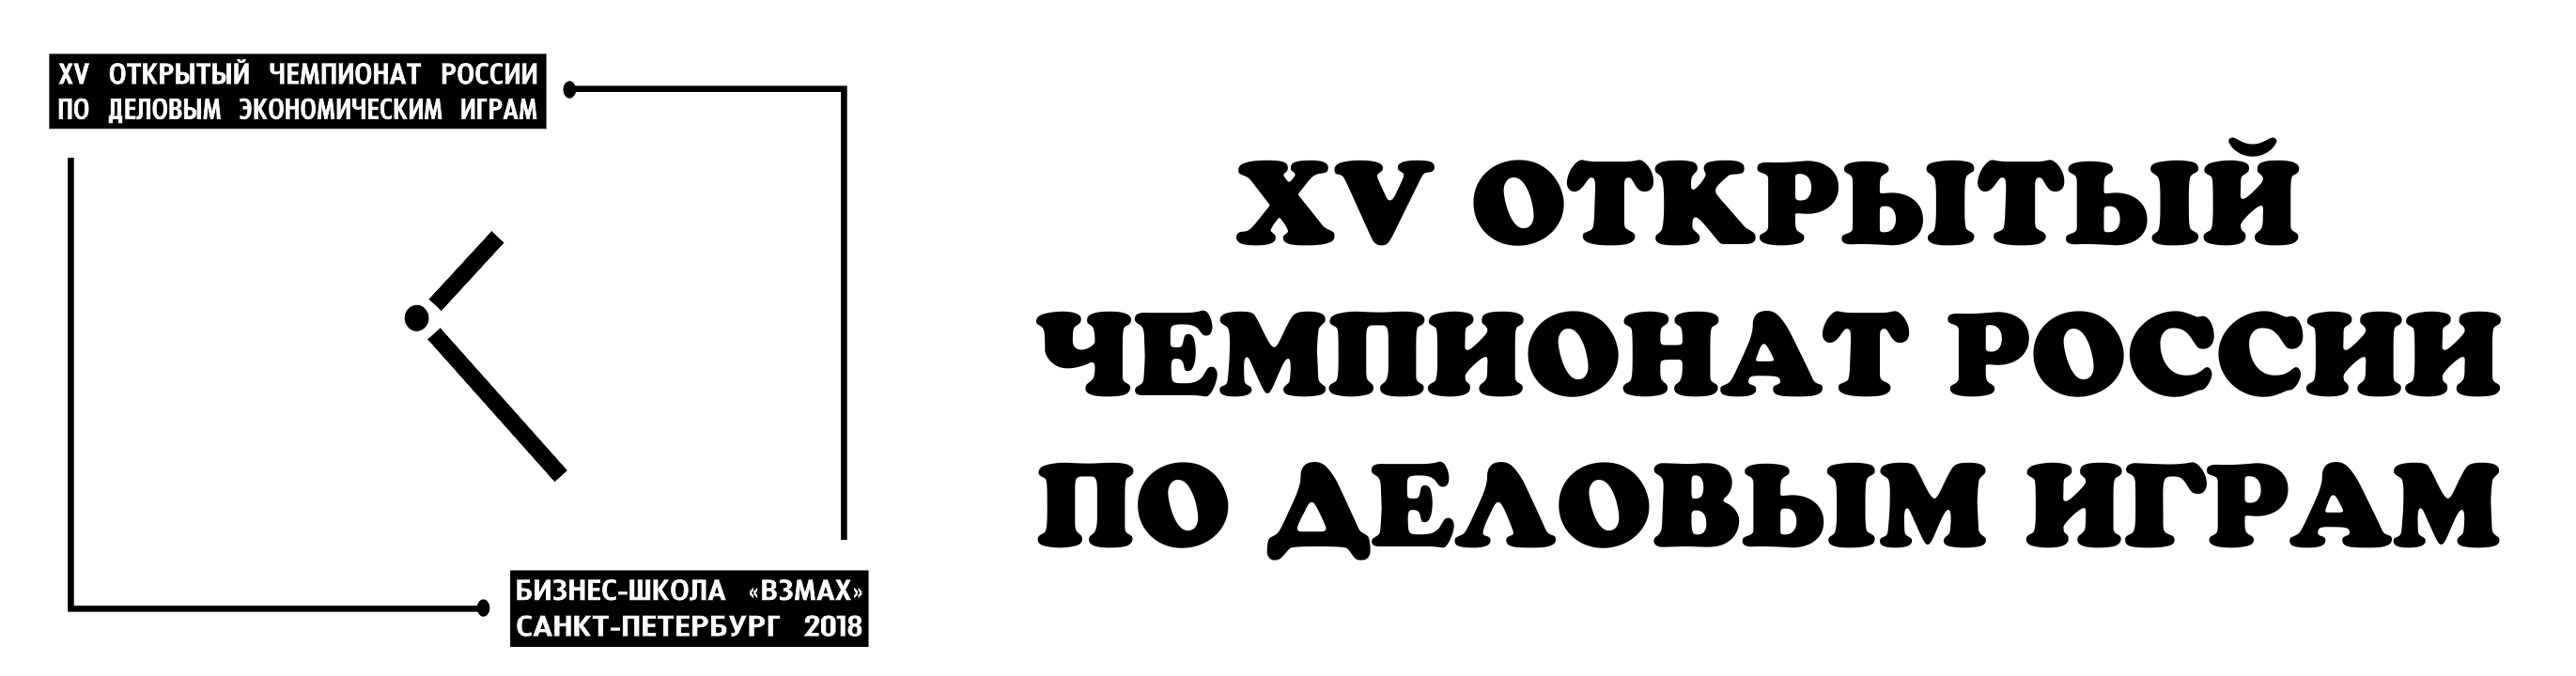 XV ОТКРЫТЫЙ ЧЕМПИОНАТ РОССИИ
ПО ДЕЛОВЫМ ЭКОНОМИЧЕСКИМ ИГРАМ
БИЗНЕС-ШКОЛА «ВЗМАХ»
САНКТ-ПЕТЕРБУРГ 2018
XV ОТКРЫТЫЙ
ЧЕМПИОНАТ РОССИИ
ПО ДЕЛОВЫМ ИГРАМ